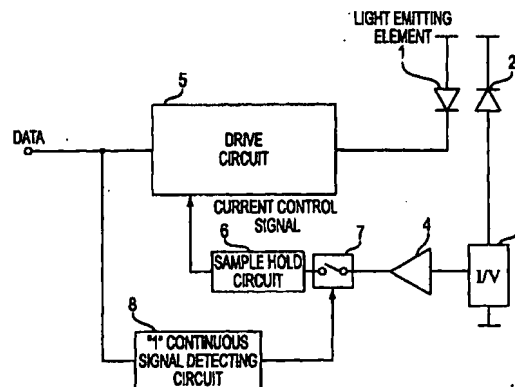 LIGHT EMITTING
ELEMENT
1
2
5
DATA
DRIVE
CIRCUIT
CURRENT CONTROL
SIGNAL
6
7
4
SAMPLE HOLD
CIRCUIT
I/V
8
"1" CONTINUOUS
SIGNAL DETECTING
CIRCUIT